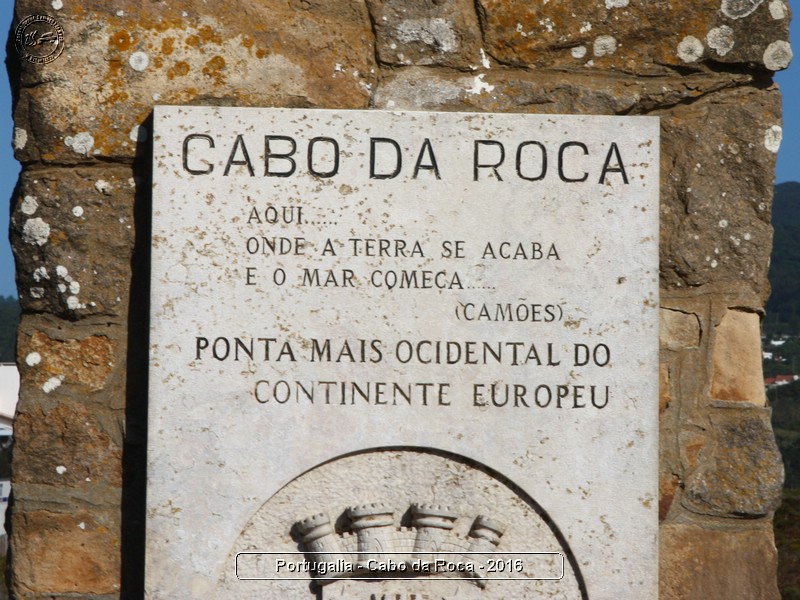 CABO DA ROCA
AQUI......
ONDE A TERRA SE ACABA
E O MAR COMEÇA......
(CAMÕES)
PONTA MAIS OCIDENTAL DO
CONTINENTE EUROPEU
Portugalia - Cabo da Roca - 2016